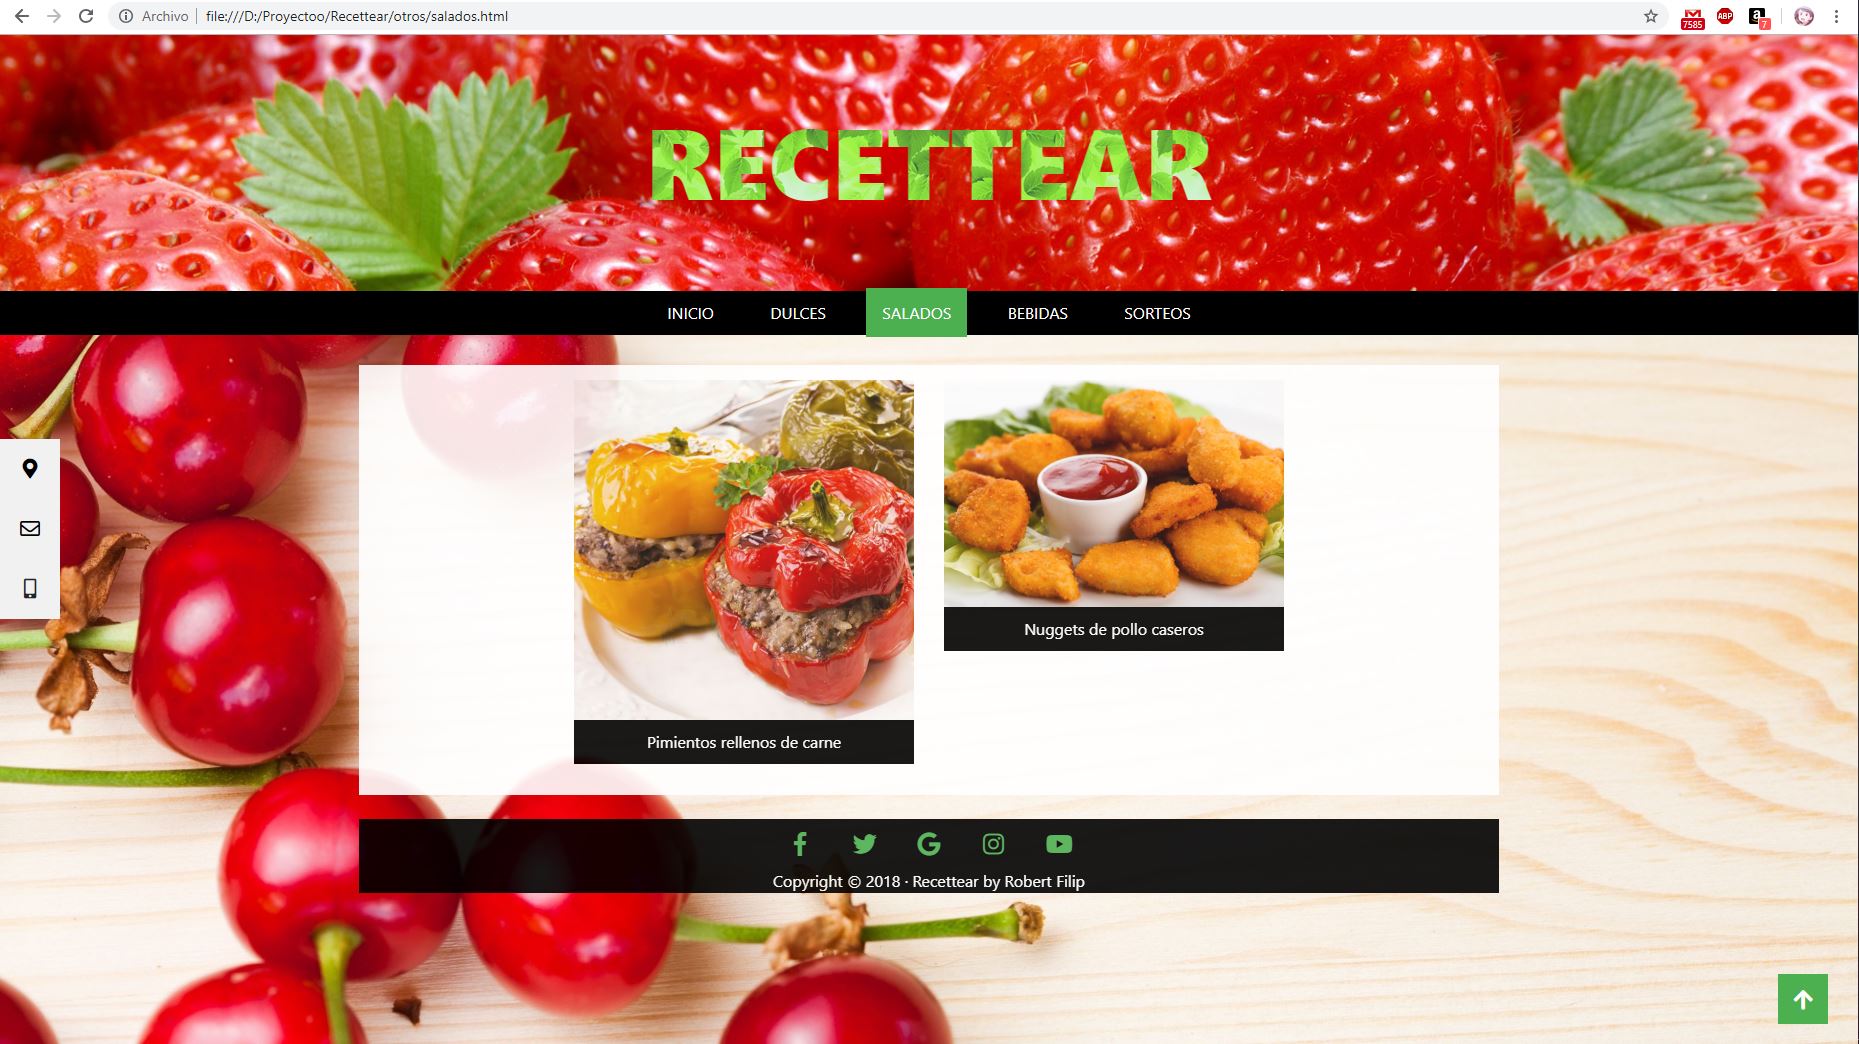 Archivo
file:///D:/Proyectoo/Recettear/otros/salados.html
7585
ABP
a
7
RECETTEAR
INICIO
DULCES
SALADOS
BEBIDAS
SORTEOS
Pimientos rellenos de carne
Nuggets de pollo caseros
Copyright © 2018 · Recettear by Robert Filip